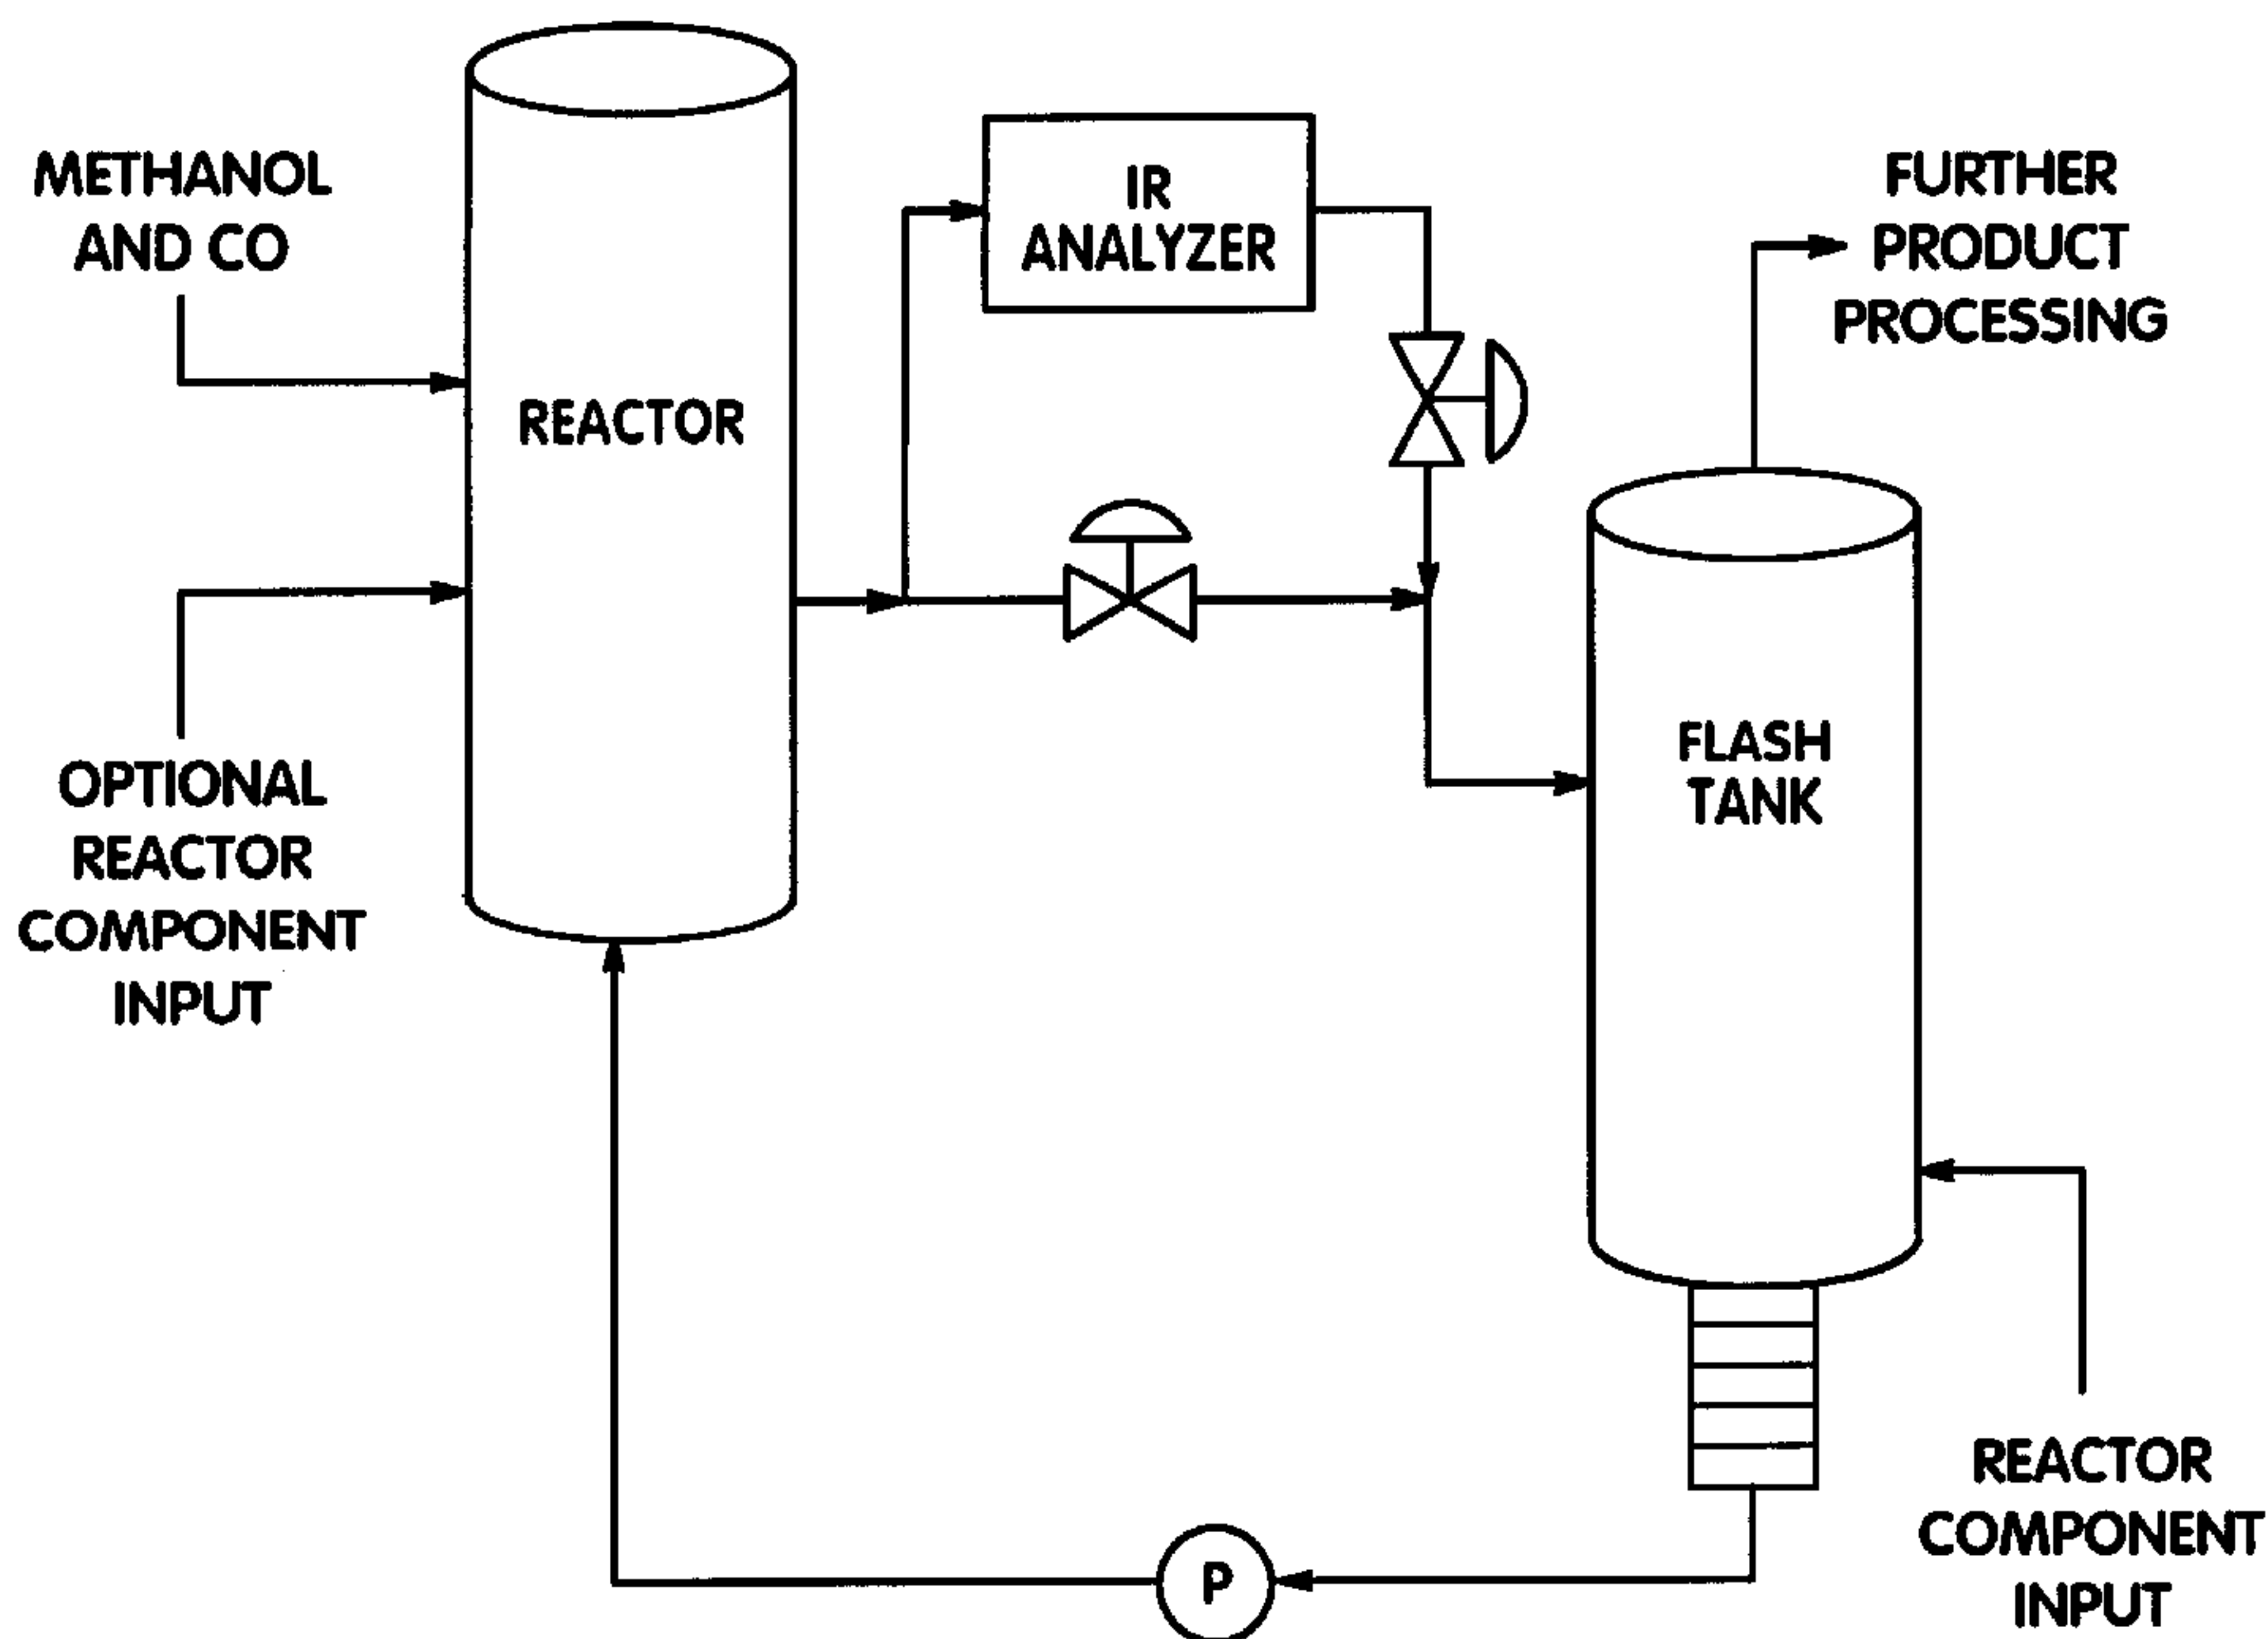 METHANOL
AND CO
REACTOR
OPTIONAL
REACTOR
COMPONENT
INPUT
IR
ANALYZER
FURTHER
PRODUCT
PROCESSING
FLASH
TANK
REACTOR
COMPONENT
INPUT
P